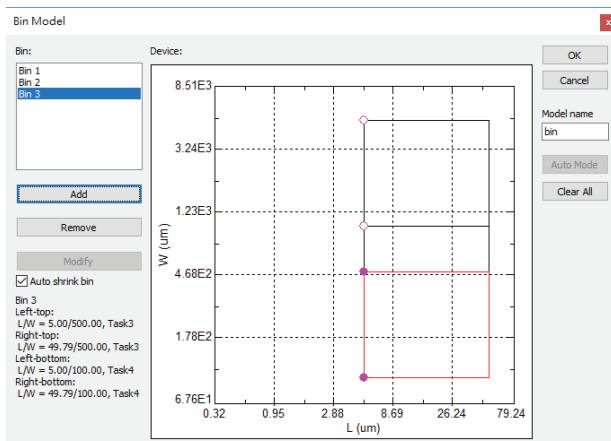 Bin Model
x
Bin:
Bin 1
Bin 2
Bin 3
Add
Remove
Modify
Auto shrink bin
Bin 3
Left-top:
L/W = 5.00/500.00, Task3
Right-top:
L/W = 49.79/500.00, Task3
Left-bottom:
L/W = 5.00/100.00, Task4
Right-bottom:
L/W = 49.79/100.00, Task4
Device:
8.51E3
3.24E3
1.23E3
4.68E2
1.78E2
6.76E1
W (um)
0.32 0.95 2.88 8.69 26.24 79.24
L (um)
OK
Cancel
Model name
bin
Auto Mode
Clear All